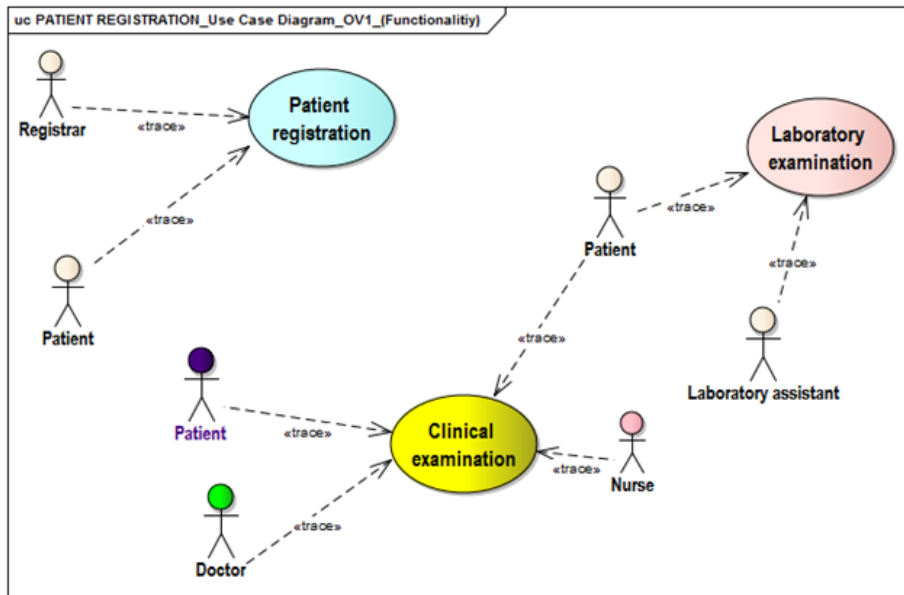 uc PATIENT REGISTRATION_Use Case Diagram_OV1_(Functionalitiy)
Registrar
«trace»
Patient
registration
«trace»
Patient
Laboratory
examination
«trace»
Patient
«trace»
Laboratory assistant
«trace»
Patient
«trace»
Clinical
examination
«trace»
Nurse
«trace»
Doctor